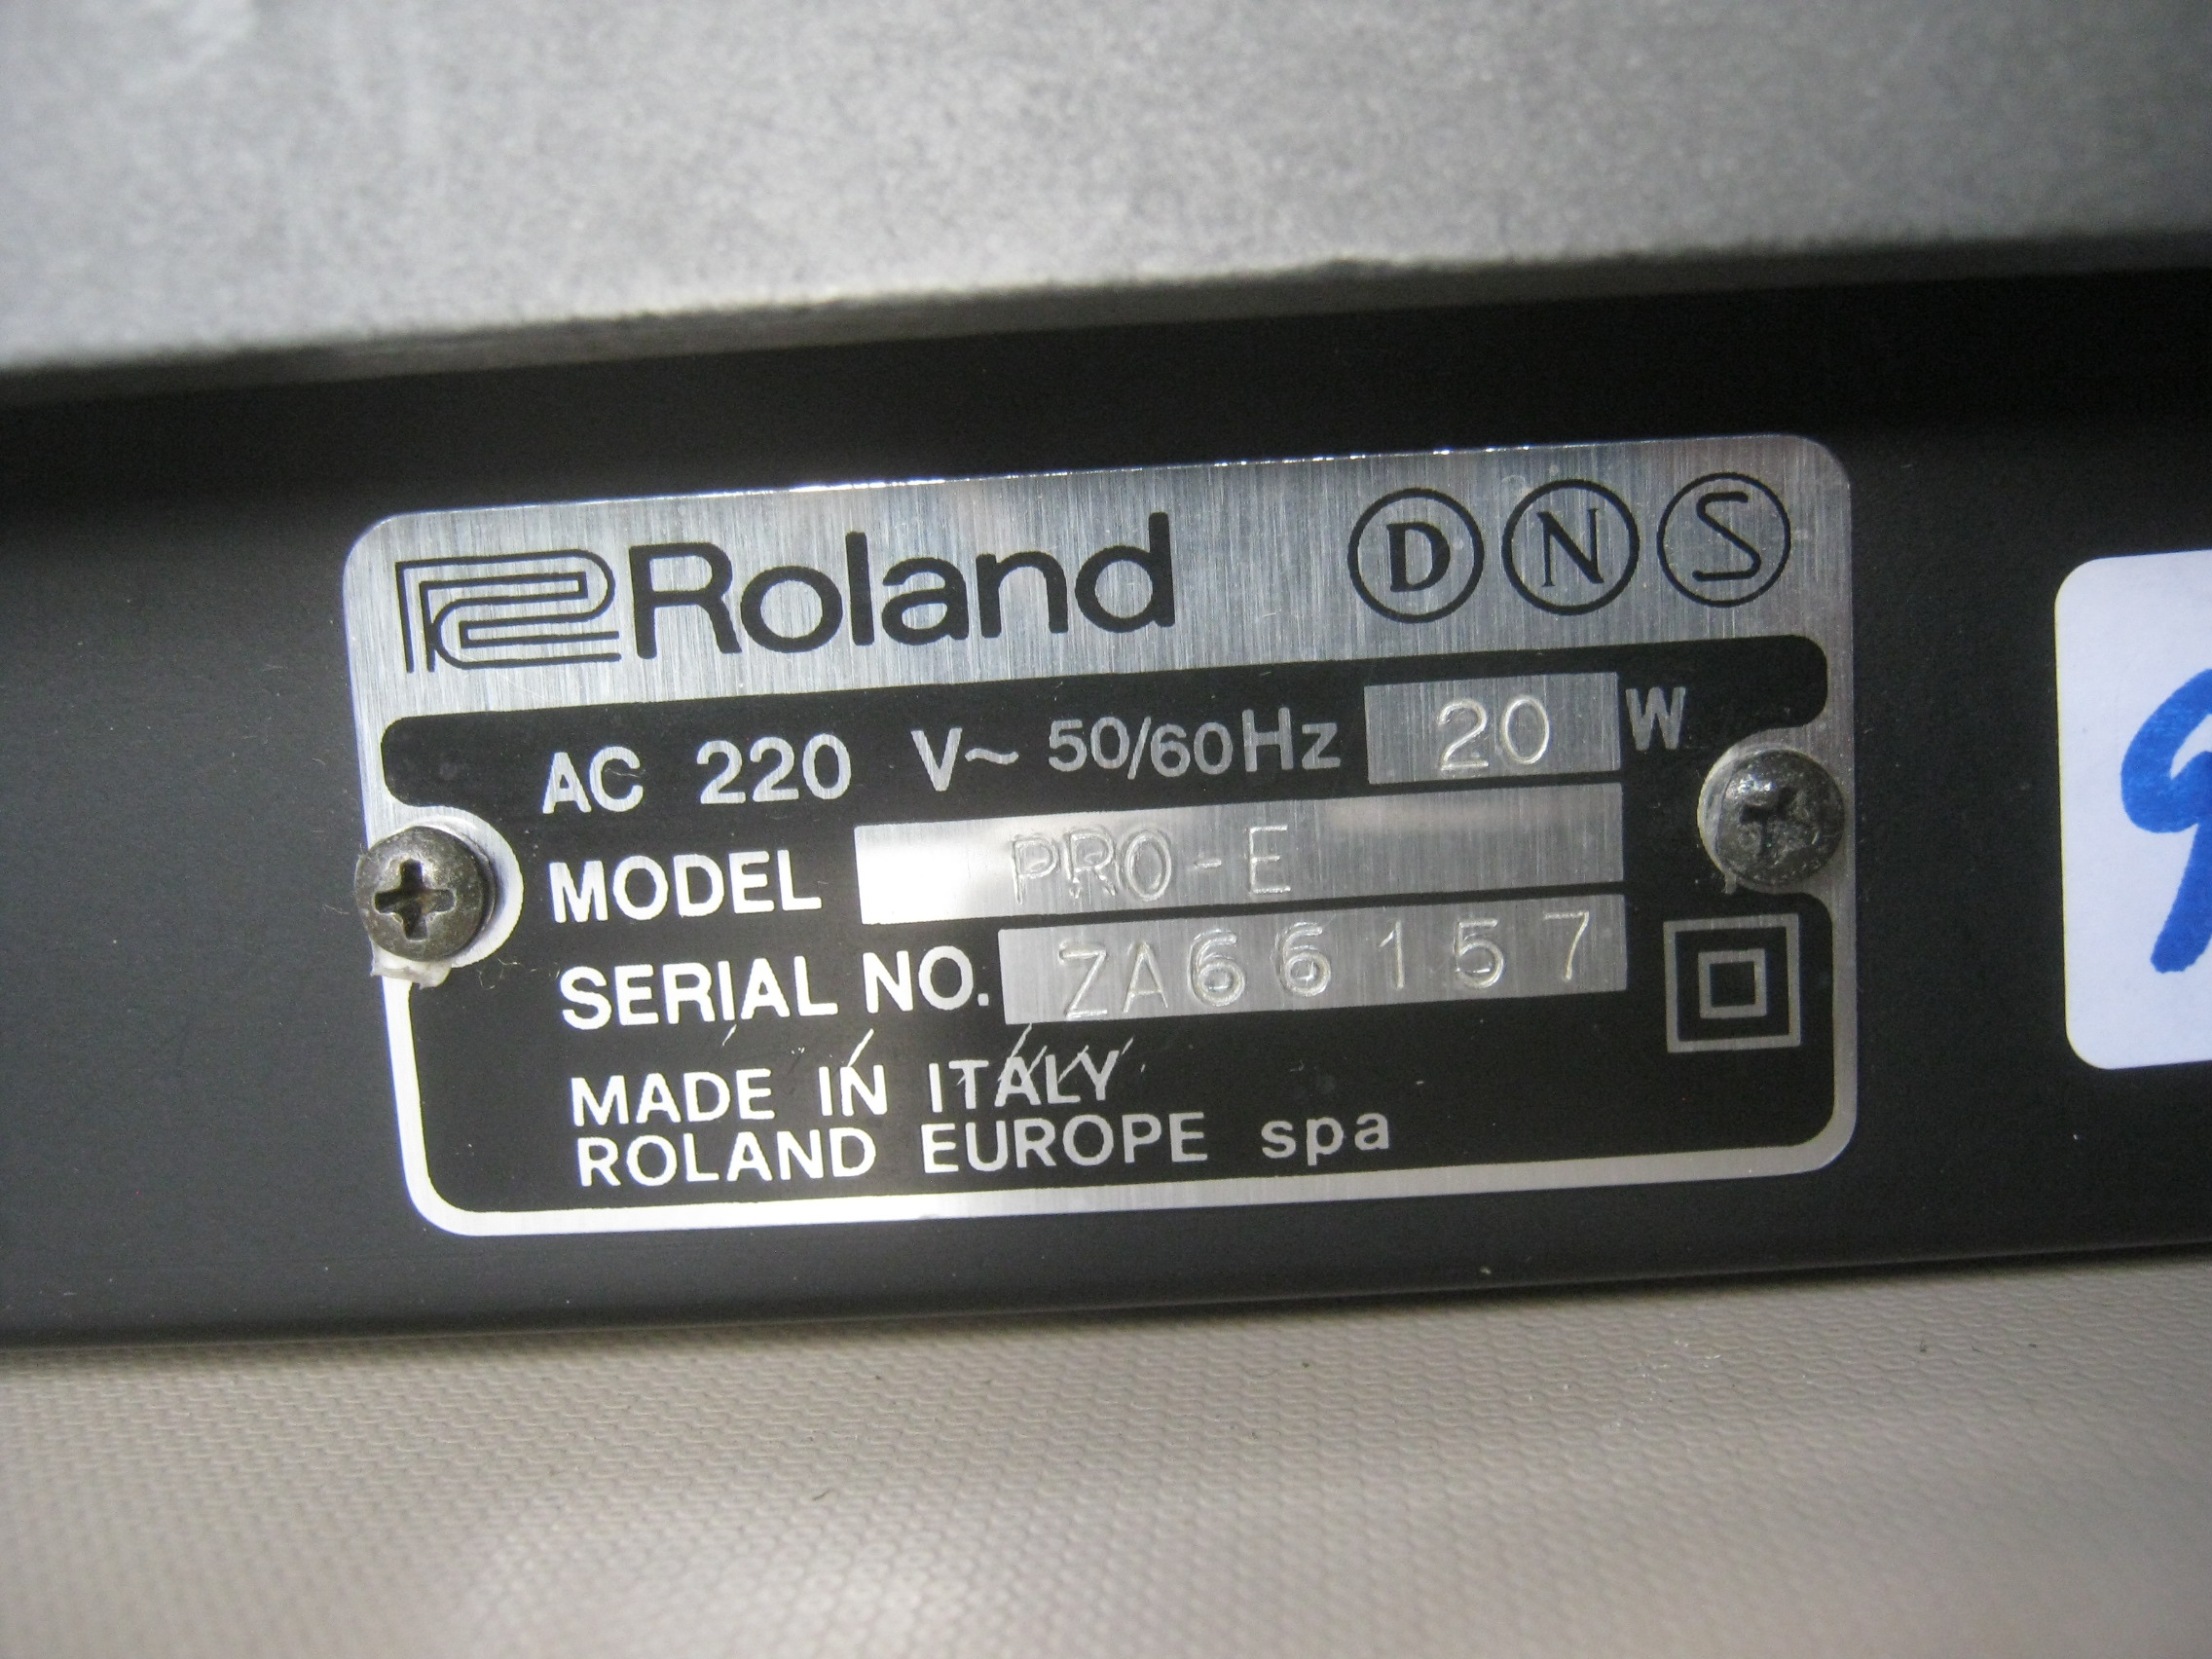 Roland D N S
AC 220 V~ 50/60Hz 20 W
MODEL PRO-E
SERIAL NO. ZA66157
MADE IN ITALY
ROLAND EUROPE spa